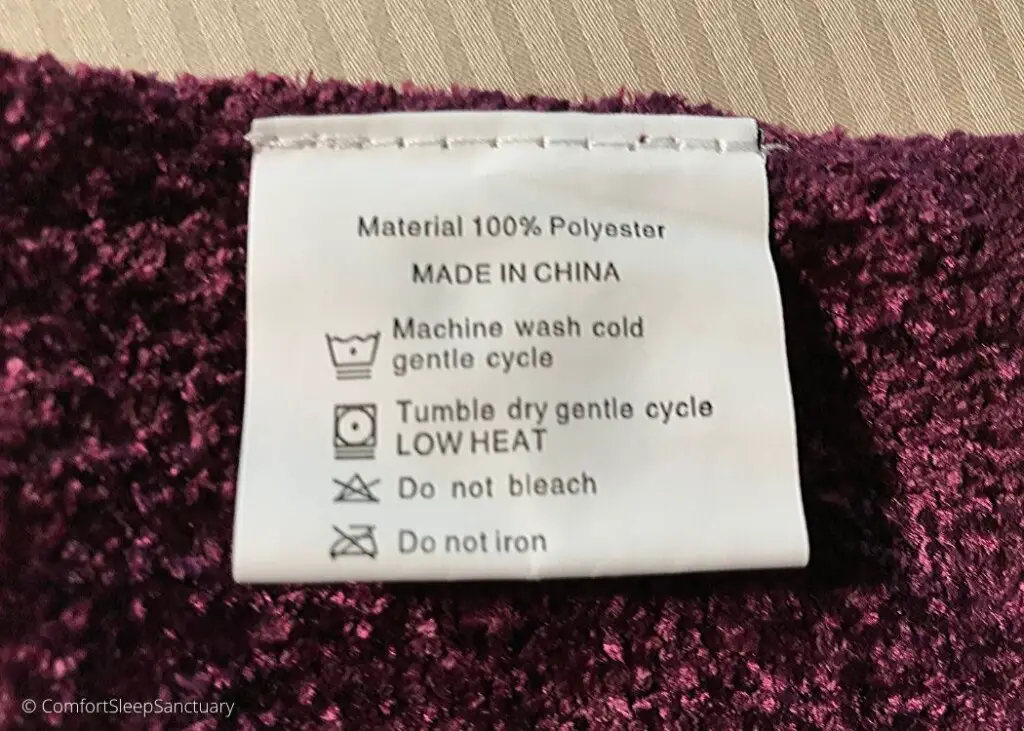 Material 100% Polyester
MADE IN CHINA
Machine wash cold
gentle cycle
Tumble dry gentle cycle
LOW HEAT
Do not bleach
Do not iron
© ComfortSleepSanctuary